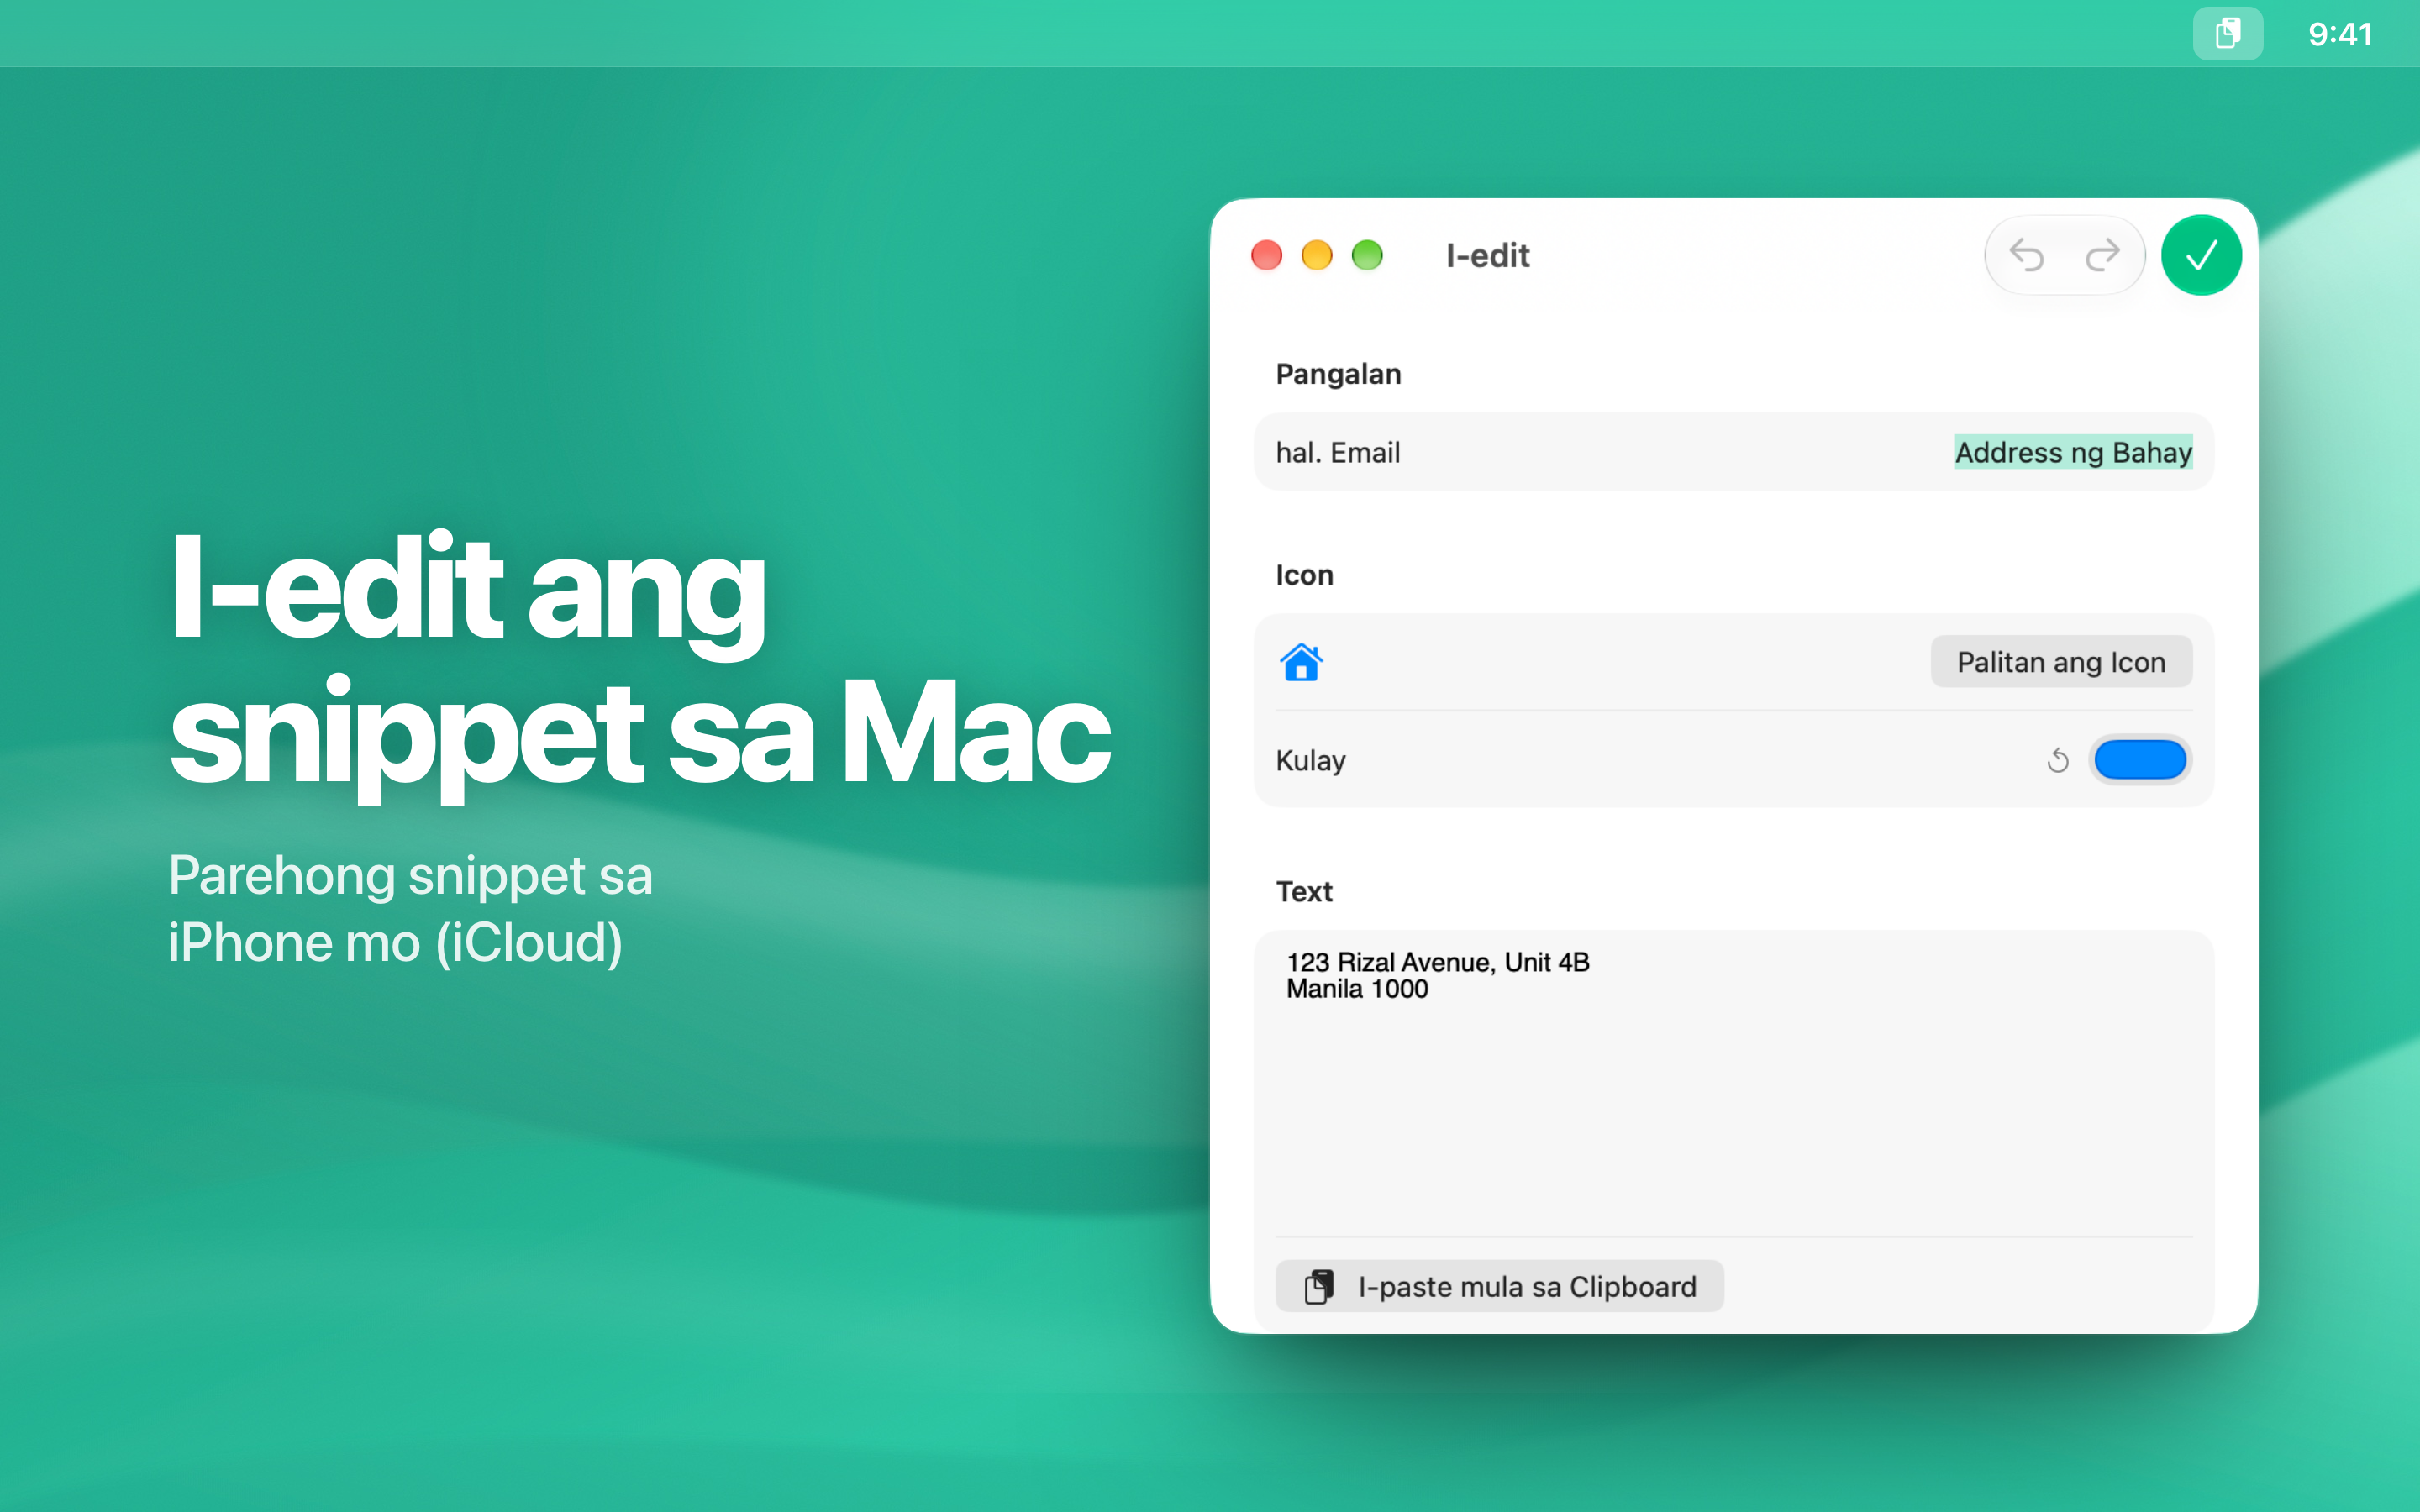 9:41
I-edit ang
snippet sa Mac
Parehong snippet sa
iPhone mo (iCloud)
I-edit
Pangalan
hal. Email
Address ng Bahay
Icon
Palitan ang Icon
Kulay
Text
123 Rizal Avenue, Unit 4B
Manila 1000
I-paste mula sa Clipboard